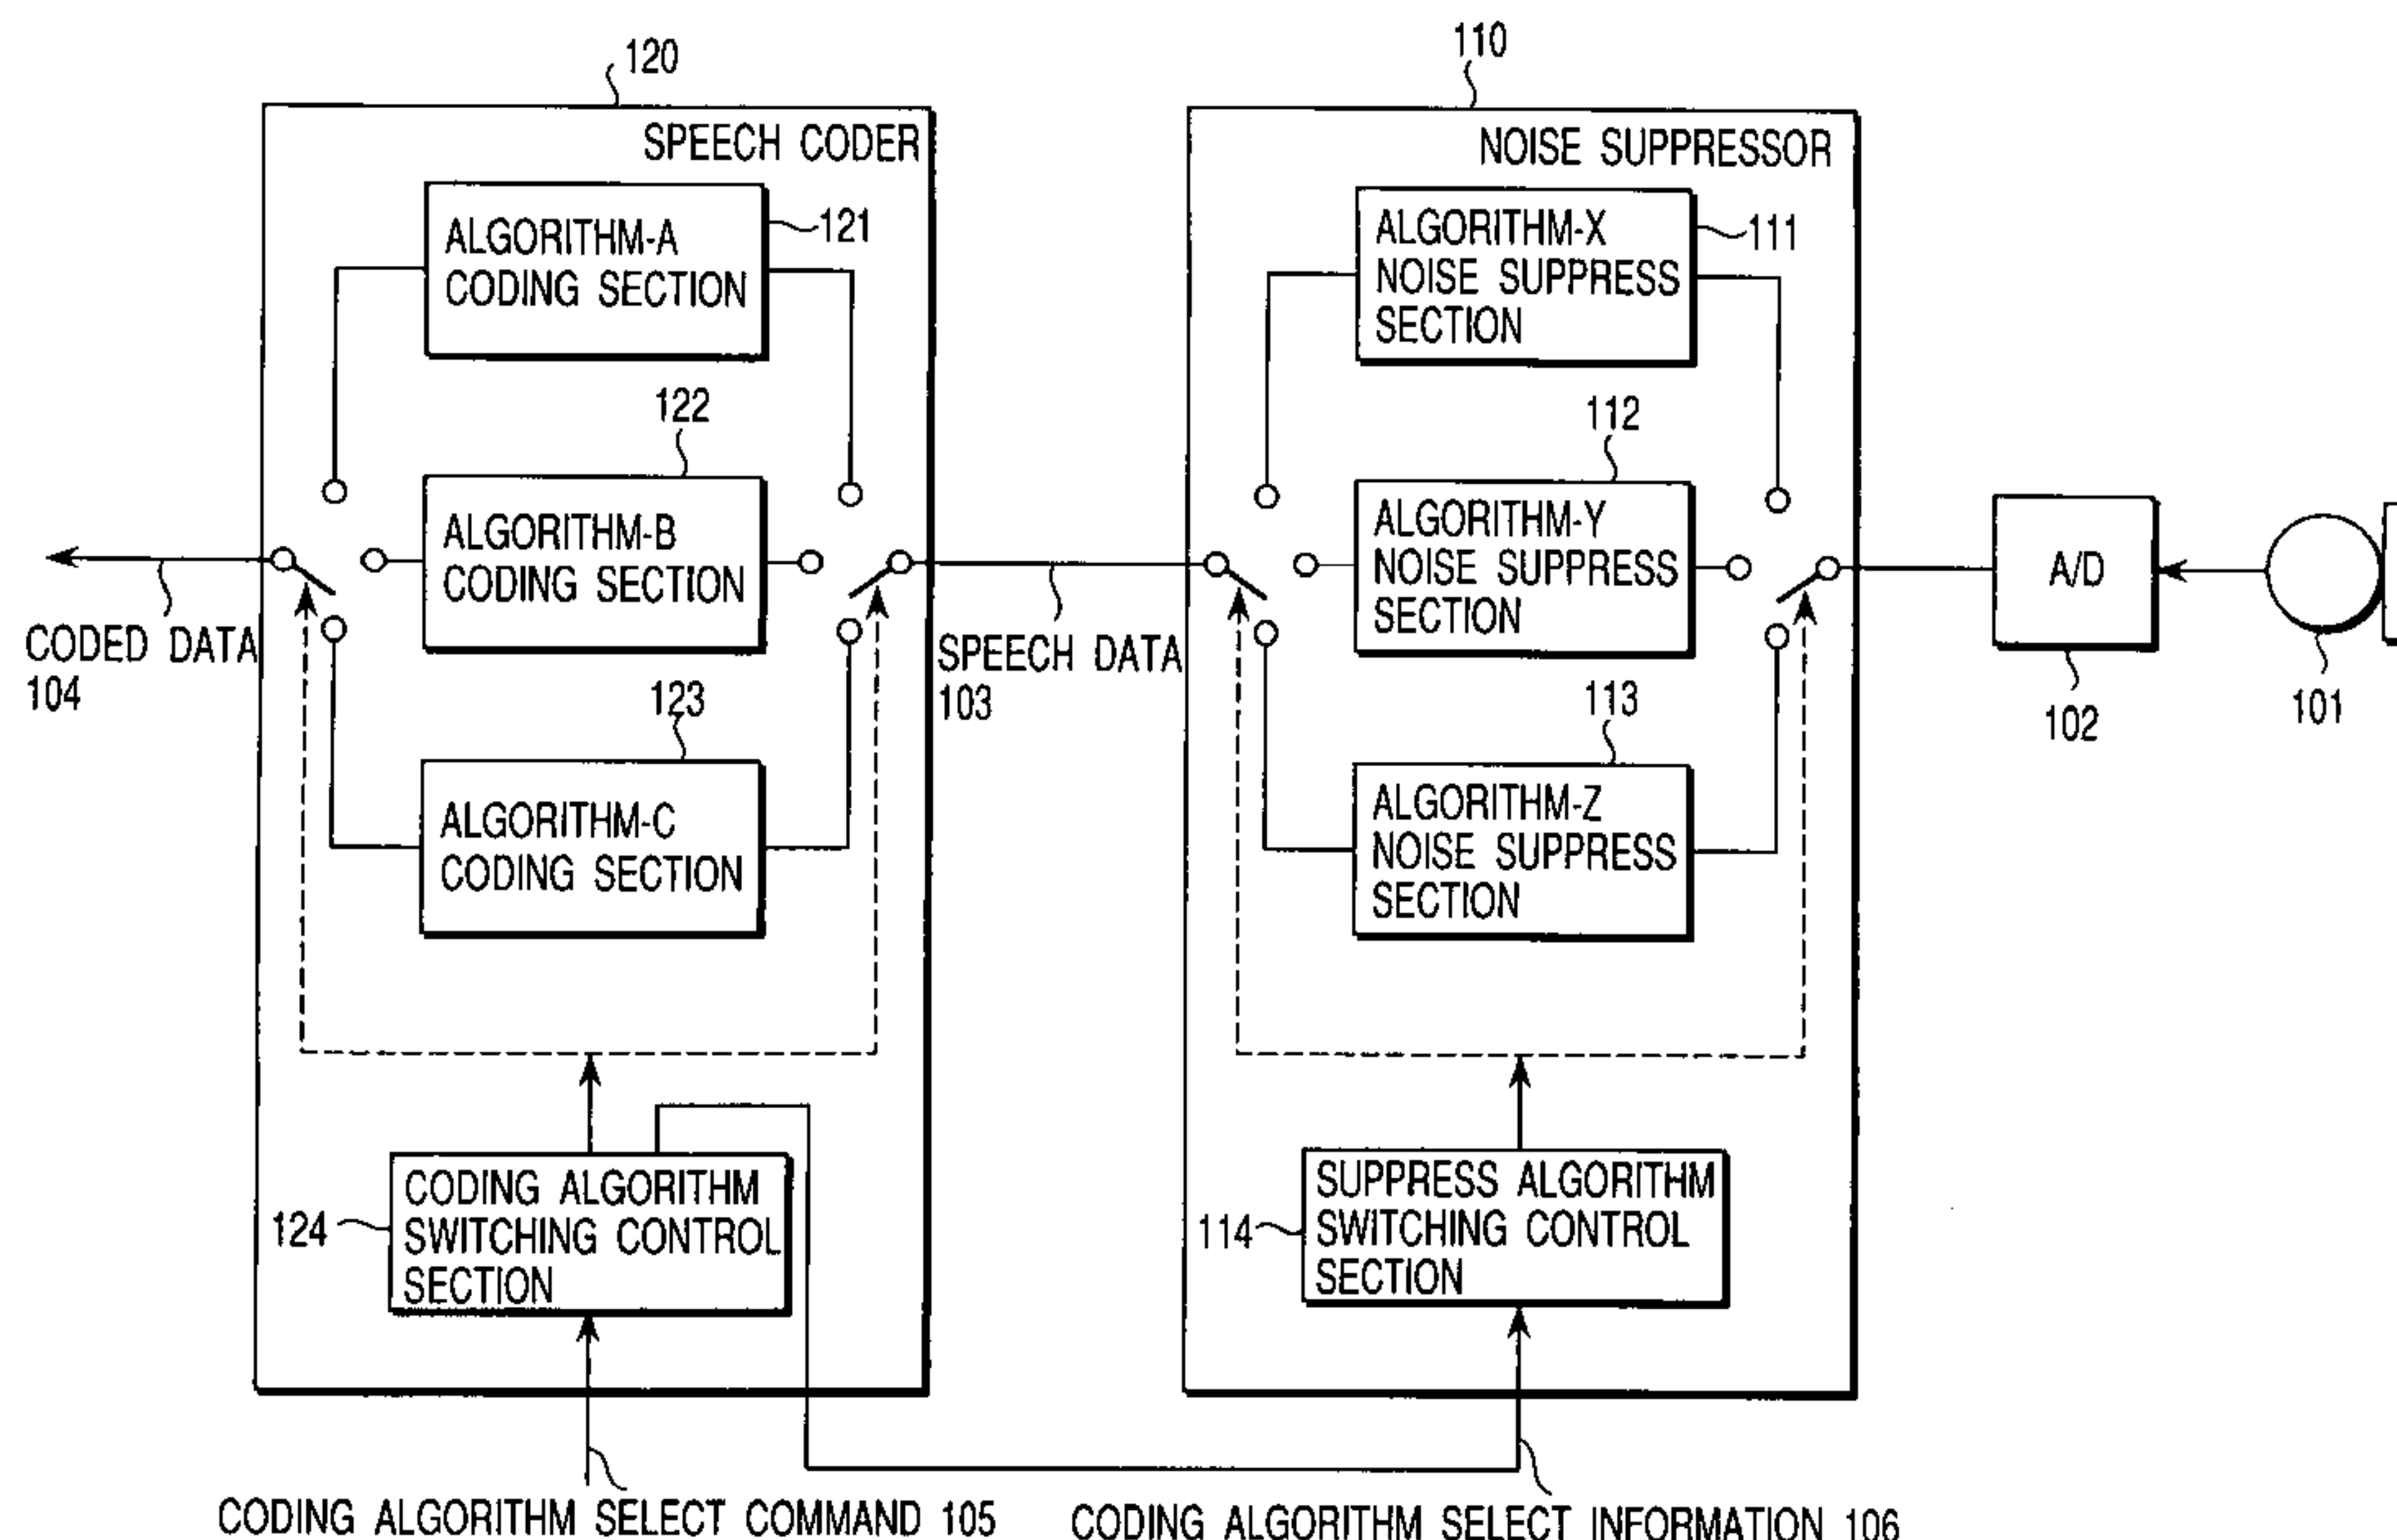 120
110
SPEECH CODER
NOISE SUPPRESSOR
ALGORITHM-A
CODING SECTION
121
ALGORITHM-X
NOISE SUPPRESS
SECTION
111
122
ALGORITHM-B
CODING SECTION
112
ALGORITHM-Y
NOISE SUPPRESS
SECTION
A/D
102
101
CODED DATA
104
SPEECH DATA
103
123
ALGORITHM-C
CODING SECTION
113
ALGORITHM-Z
NOISE SUPPRESS
SECTION
124
CODING ALGORITHM
SWITCHING CONTROL
SECTION
114
SUPPRESS ALGORITHM
SWITCHING CONTROL
SECTION
CODING ALGORITHM SELECT COMMAND 105
CODING ALGORITHM SELECT INFORMATION 106